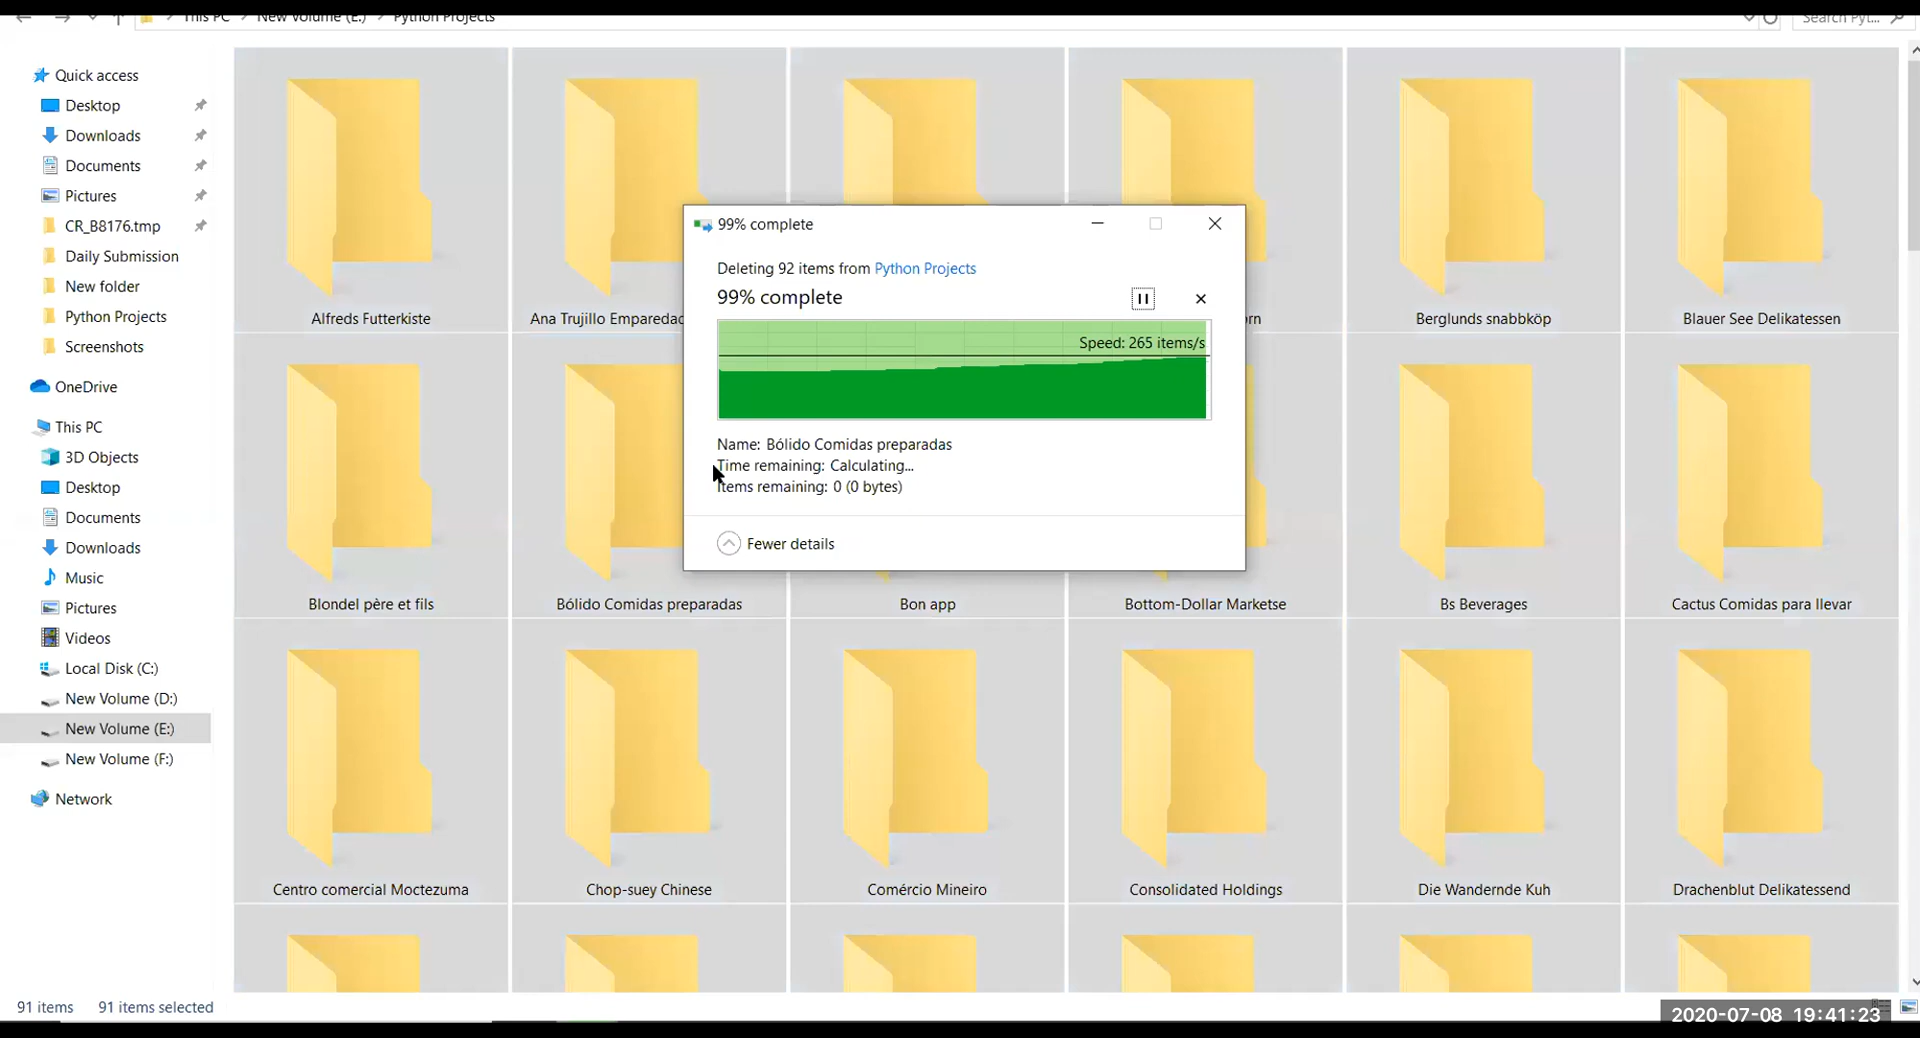 This PC New Volume (E:) Python Projects
Search Pyt...
Quick access
Desktop
Downloads
Documents
Pictures
CR_B8176.tmp
Daily Submission
New folder
Python Projects
Screenshots
OneDrive
This PC
3D Objects
Desktop
Documents
Downloads
Music
Pictures
Videos
Local Disk (C:)
New Volume (D:)
New Volume (E:)
New Volume (F:)
Network
99% complete
Deleting 92 items from Python Projects
99% complete
Speed: 265 items/s
Name: Bólido Comidas preparadas
Time remaining: Calculating...
Items remaining: 0 (0 bytes)
Fewer details
Alfreds Futterkiste
Ana Trujillo Emparedac
rn
Berglunds snabbköp
Blauer See Delikatessen
Blondel père et fils
Bólido Comidas preparadas
Bon app
Bottom-Dollar Marketse
Bs Beverages
Cactus Comidas para llevar
Centro comercial Moctezuma
Chop-suey Chinese
Comércio Mineiro
Consolidated Holdings
Die Wandernde Kuh
Drachenblut Delikatessend
91 items 91 items selected
2020-07-08 19:41:23